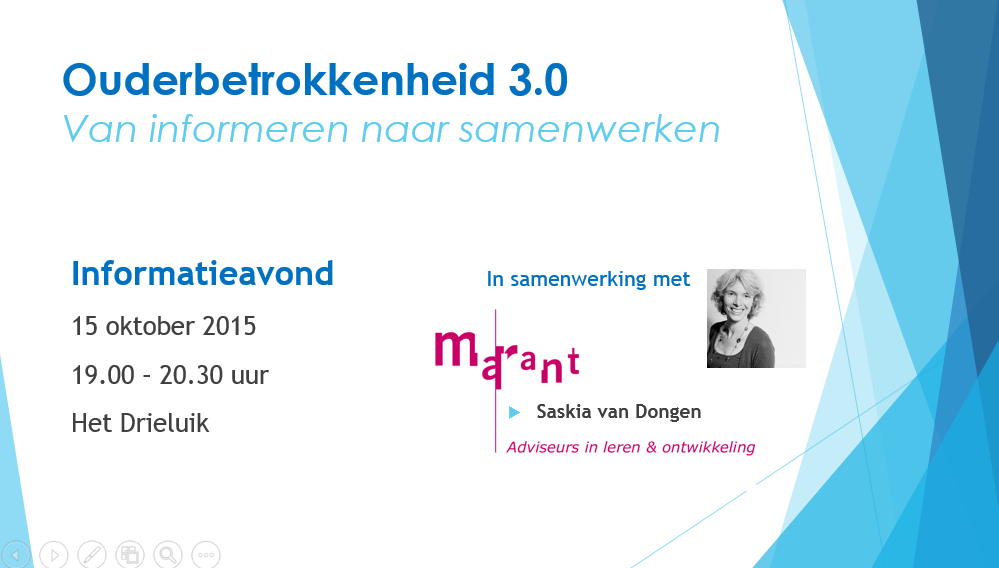 Ouderbetrokkenheid 3.0
Van informeren naar samenwerken
Informatieavond
15 oktober 2015
19.00 – 20.30 uur
Het Drieluik
In samenwerking met
marant
Saskia van Dongen
Adviseurs in leren & ontwikkeling